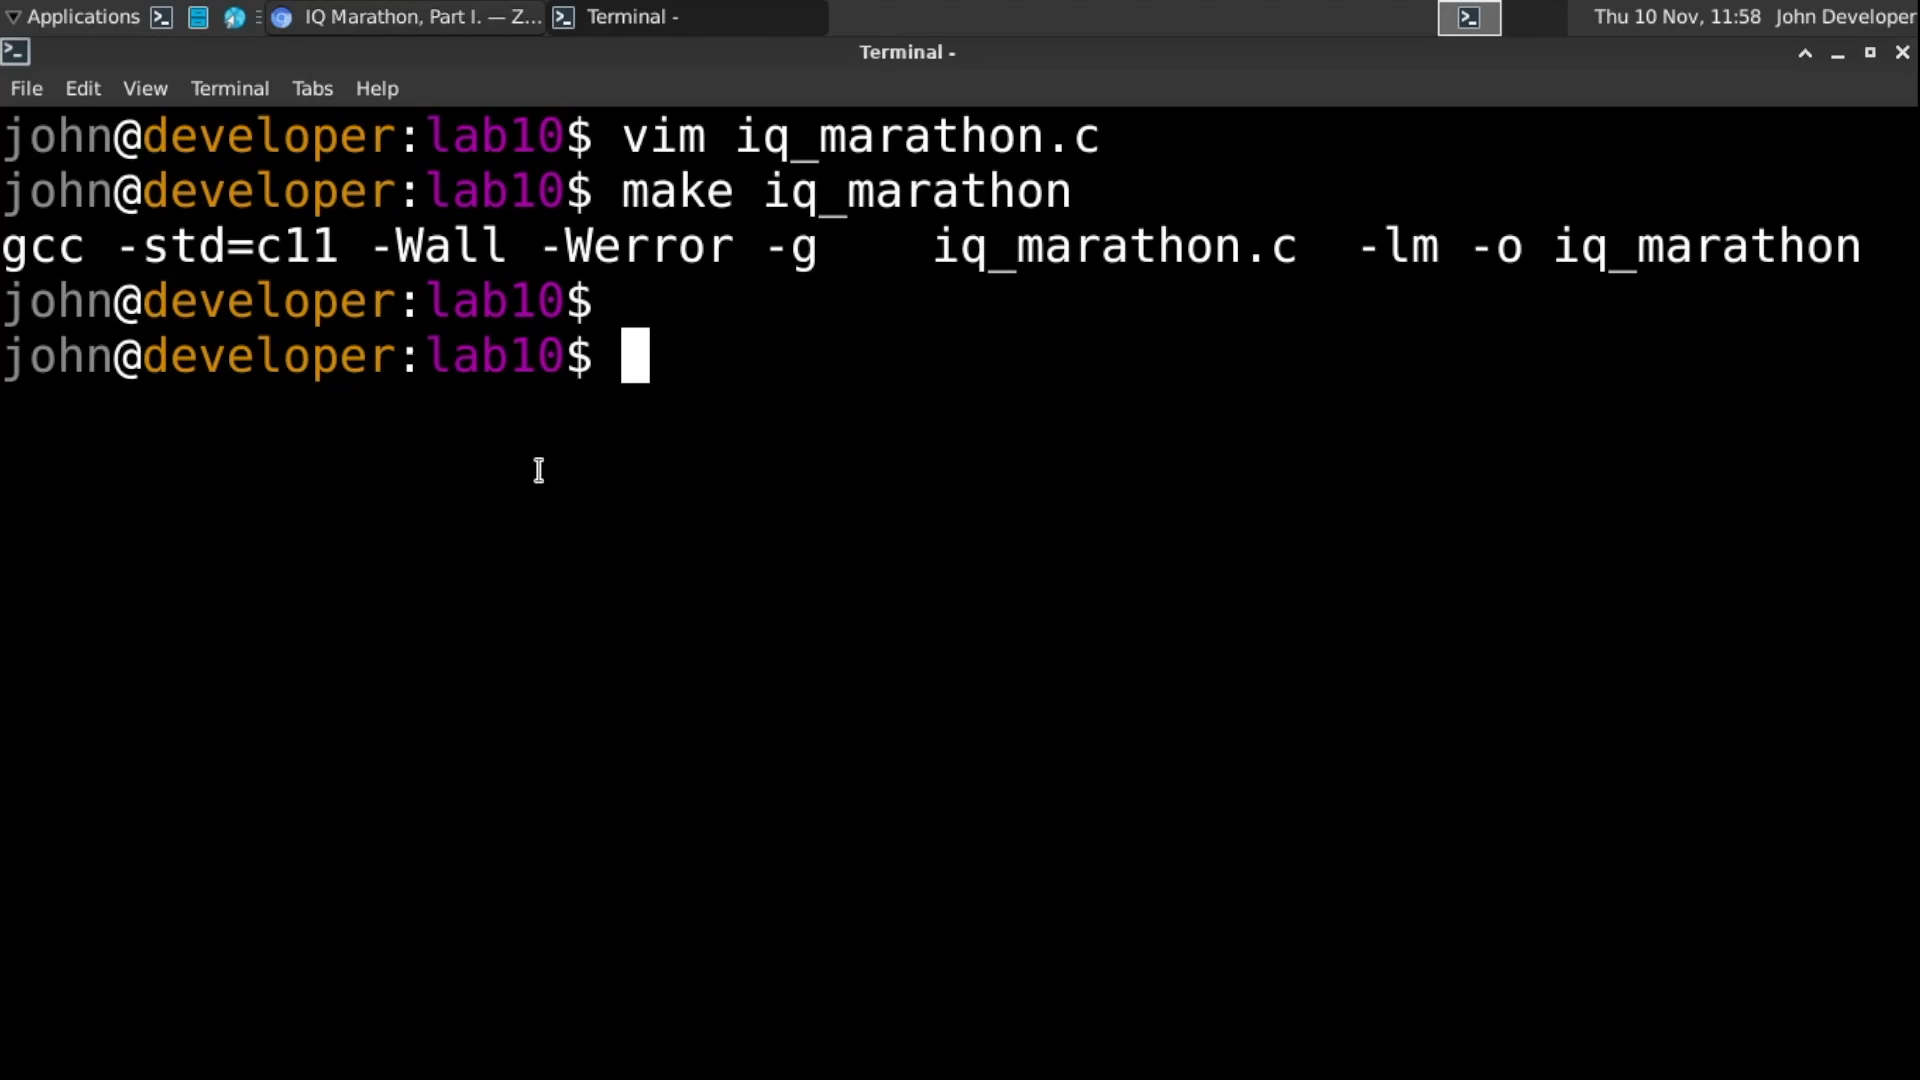 Applications IQ Marathon, Part I. — Z... Terminal - Thu 10 Nov, 11:58 John Developer
Terminal -
File Edit View Terminal Tabs Help
john@developer:lab10$ vim iq_marathon.c
john@developer:lab10$ make iq_marathon
gcc -std=c11 -Wall -Werror -g    iq_marathon.c  -lm -o iq_marathon
john@developer:lab10$
john@developer:lab10$